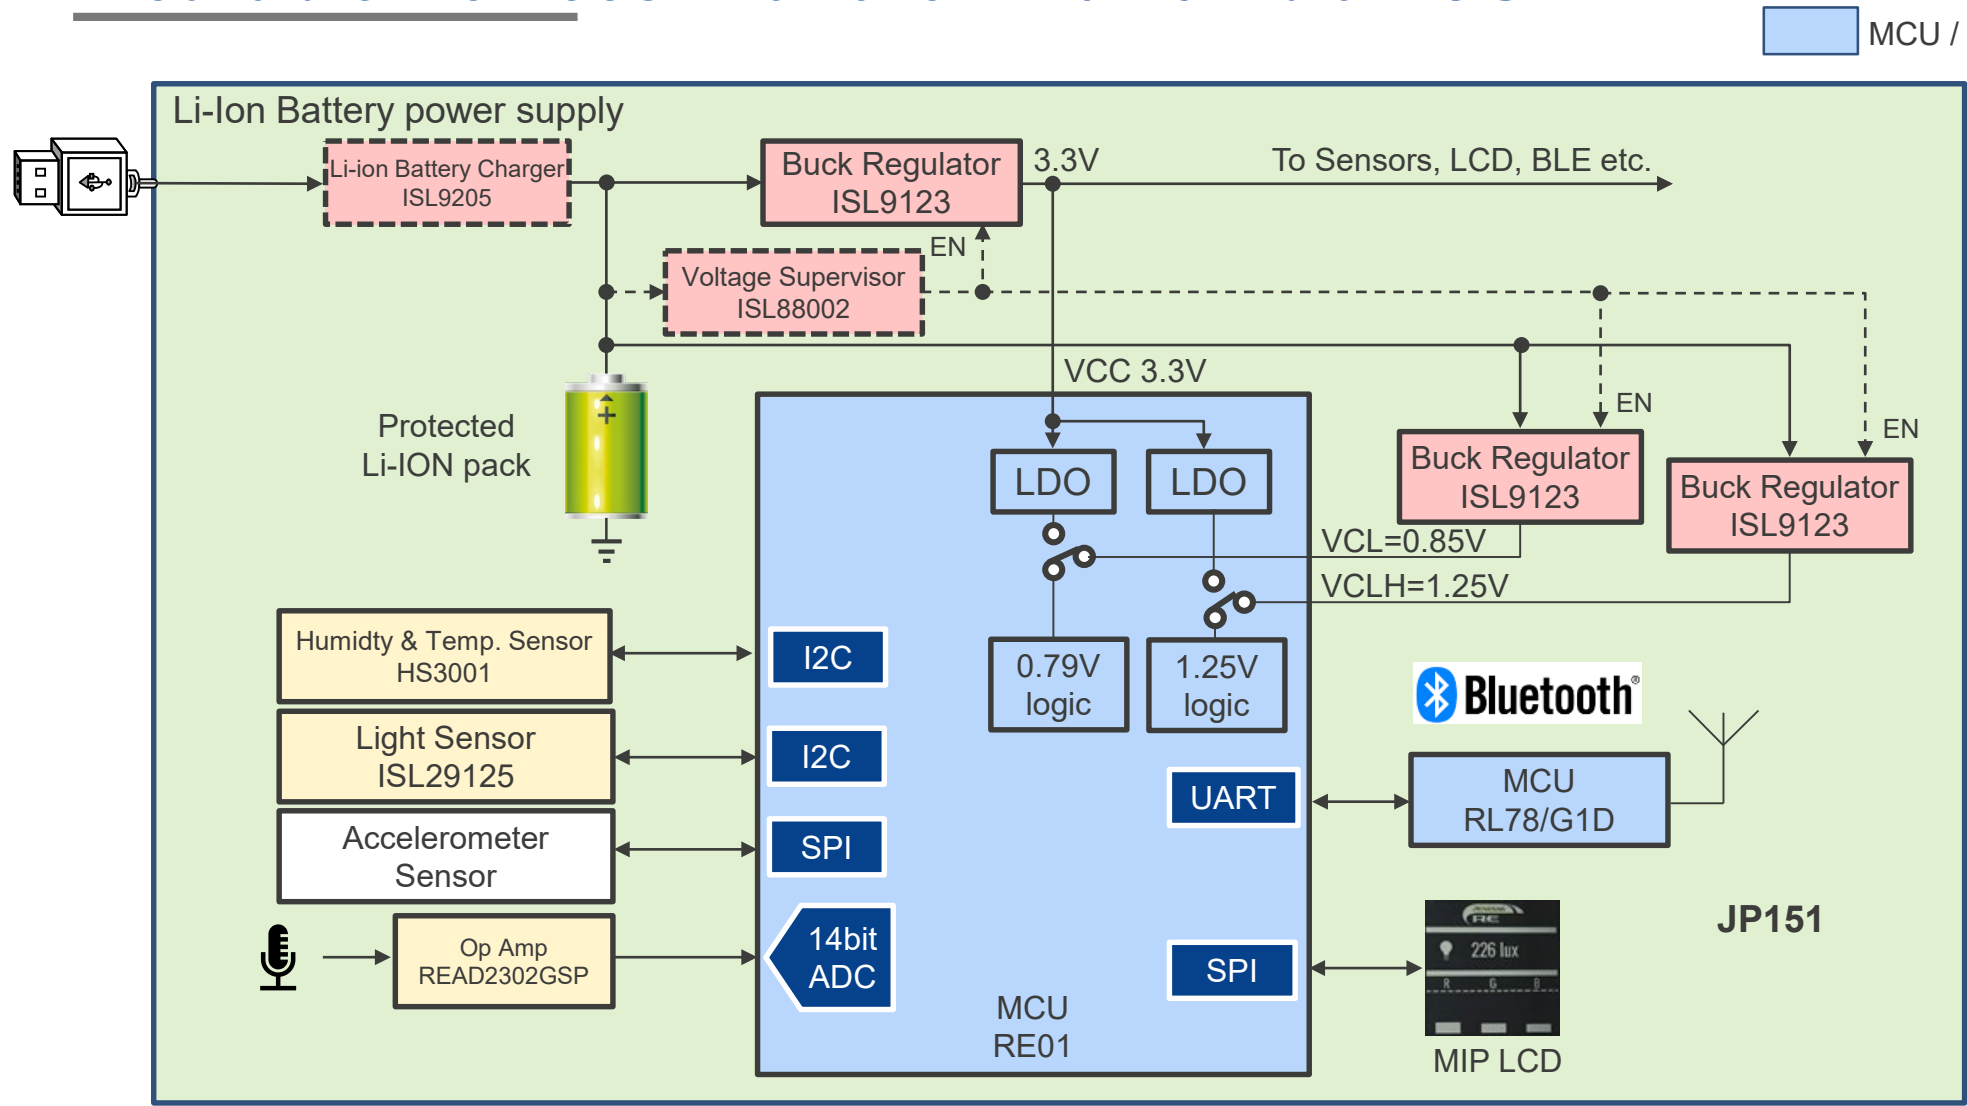 MCU /
Li-Ion Battery power supply
Li-ion Battery Charger
ISL9205
Buck Regulator
ISL9123
3.3V
To Sensors, LCD, BLE etc.
EN
Voltage Supervisor
ISL88002
VCC 3.3V
Protected
Li-ION pack
EN
EN
LDO
LDO
Buck Regulator
ISL9123
Buck Regulator
ISL9123
VCL=0.85V
VCLH=1.25V
Humidty & Temp. Sensor
HS3001
I2C
0.79V
logic
1.25V
logic
Bluetooth®
Light Sensor
ISL29125
I2C
UART
MCU
RL78/G1D
Accelerometer
Sensor
SPI
Op Amp
READ2302GSP
14bit
ADC
SPI
MCU
RE01
RE
226 lux
R G B
MIP LCD
JP151